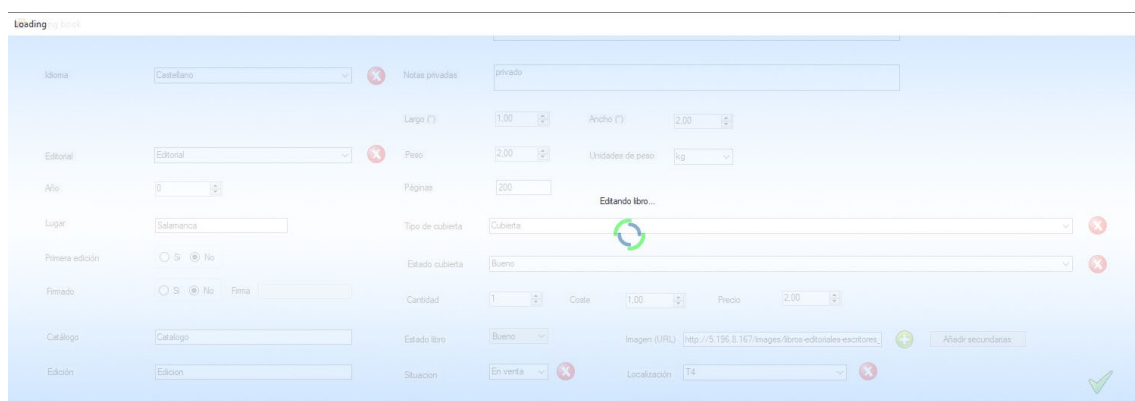 Loading
Idioma Castellano Notas privadas privado
Largo (") 1,00 Ancho (") 2,00
Editorial Editorial Peso 2,00 Unidades de peso kg
Año 0 Páginas 200
Editando libro...
Lugar Salamanca Tipo de cubierta Cubierta
Primera edición Si No Estado cubierta Bueno
Firmado Si No Firma
Cantidad 1 Coste 1,00 Precio 2,00
Catálogo Catalogo Estado libro Bueno Imagen (URL) http://5.196.8.167/images/libros-editoriales-escritores_ Añadir secundarias
Edición Edicion Situacion En venta Localización T4